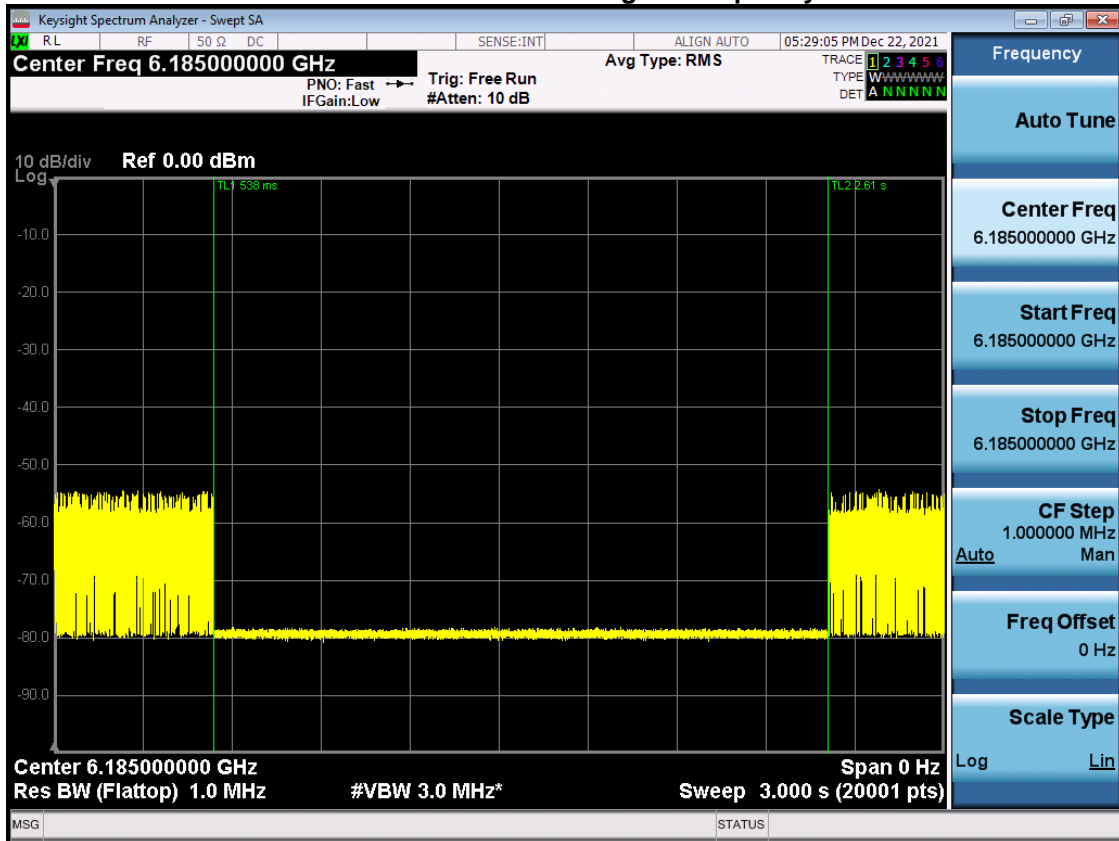 Keysight Spectrum Analyzer - Swept SA
LXI RL RF 50 Ω DC SENSE:INT ALIGN AUTO 05:29:05 PM Dec 22, 2021
Center Freq 6.185000000 GHz Avg Type: RMS TRACE 1 2 3 4 5 6
PNO: Fast Trig: Free Run TYPE WWWWWW
IFGain:Low #Atten: 10 dB DET A N N N N N
10 dB/div Ref 0.00 dBm
Log
TL1 538 ms TL2 2.61 s
-10.0
-20.0
-30.0
-40.0
-50.0
-60.0
-70.0
-80.0
-90.0
Center 6.185000000 GHz Span 0 Hz
Res BW (Flattop) 1.0 MHz #VBW 3.0 MHz* Sweep 3.000 s (20001 pts)
MSG STATUS
Frequency
Auto Tune
Center Freq
6.185000000 GHz
Start Freq
6.185000000 GHz
Stop Freq
6.185000000 GHz
CF Step
1.000000 MHz
Auto Man
Freq Offset
0 Hz
Scale Type
Log Lin